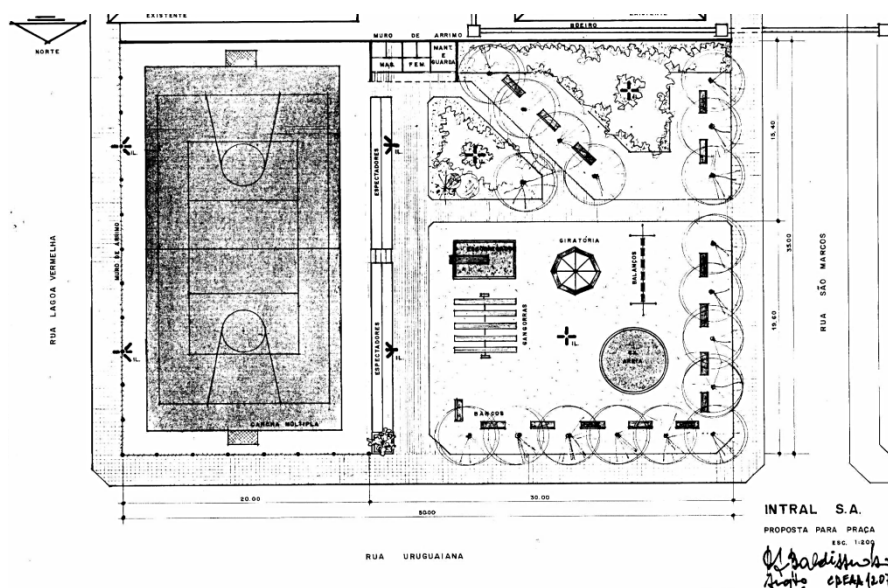 EXISTENTE
EXISTENTE
BOEIRO
NORTE
MURO DE ARRIMO
MAS.
FEM.
MANT.
E
GUARDA
IL.
IL.
ESPECTADORES
MURO DE ARRIMO
RUA LAGOA VERMELHA
GIRATÓRIA
BALANÇOS
GANGORRAS
IL.
ESPECTADORES
IL.
IL.
AREIA
BANCOS
CANCHA MÚLTIPLA
15,40
35.00
19,60
RUA SÃO MARCOS
20.00
30.00
50.00
RUA URUGUAIANA
INTRAL S.A.
PROPOSTA PARA PRAÇA
ESC. 1:200